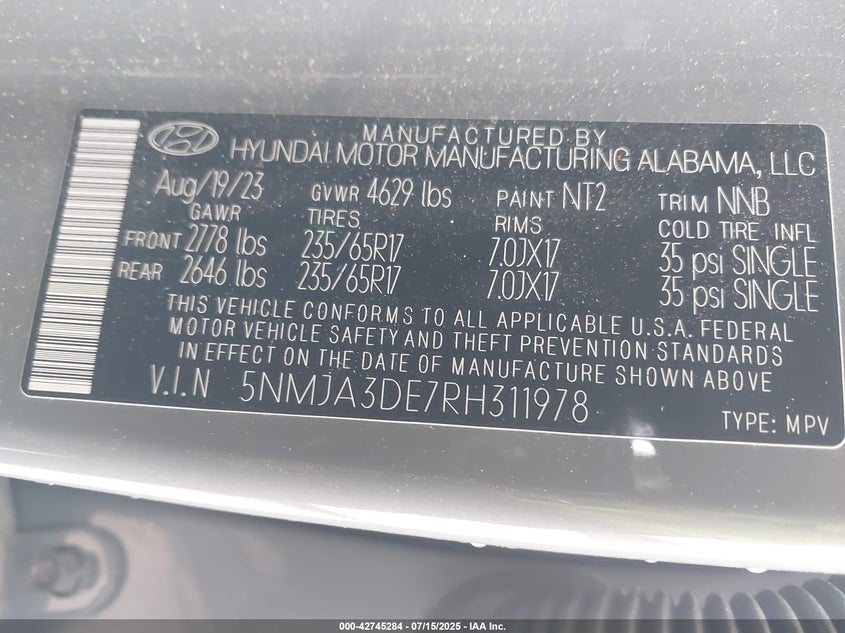 MANUFACTURED BY
HYUNDAI MOTOR MANUFACTURING ALABAMA, LLC
Aug/19/23 GVWR 4629 lbs PAINT NT2 TRIM NNB
GAWR TIRES RIMS COLD TIRE INFL
FRONT 2778 lbs 235/65R17 7.0JX17 35 psi SINGLE
REAR 2646 lbs 235/65R17 7.0JX17 35 psi SINGLE
THIS VEHICLE CONFORMS TO ALL APPLICABLE U.S.A. FEDERAL
MOTOR VEHICLE SAFETY AND THEFT PREVENTION STANDARDS
IN EFFECT ON THE DATE OF MANUFACTURE SHOWN ABOVE
V.I.N 5NMJA3DE7RH311978 TYPE: MPV
000-42745284 - 07/15/2025 - IAA Inc.